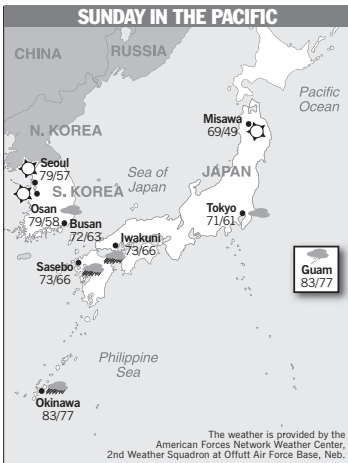 SUNDAY IN THE PACIFIC
CHINA
RUSSIA
Pacific
Ocean
Misawa
69/49
N. KOREA
Seoul
79/57
Sea of
Japan
JAPAN
S. KOREA
Osan
79/58
Busan
72/63
Tokyo
71/61
Iwakuni
73/66
Sasebo
73/66
Guam
83/77
Philippine
Sea
Okinawa
83/77
The weather is provided by the
American Forces Network Weather Center,
2nd Weather Squadron at Offutt Air Force Base, Neb.